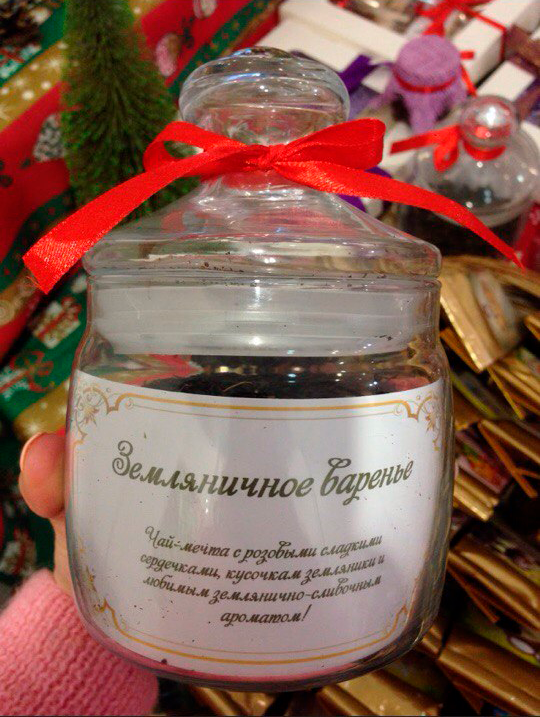 Земляничное варенье
Чай-мечта с розовыми сладкими
сердечками, кусочкам земляники и
любимым землянично-сливочным
ароматом!